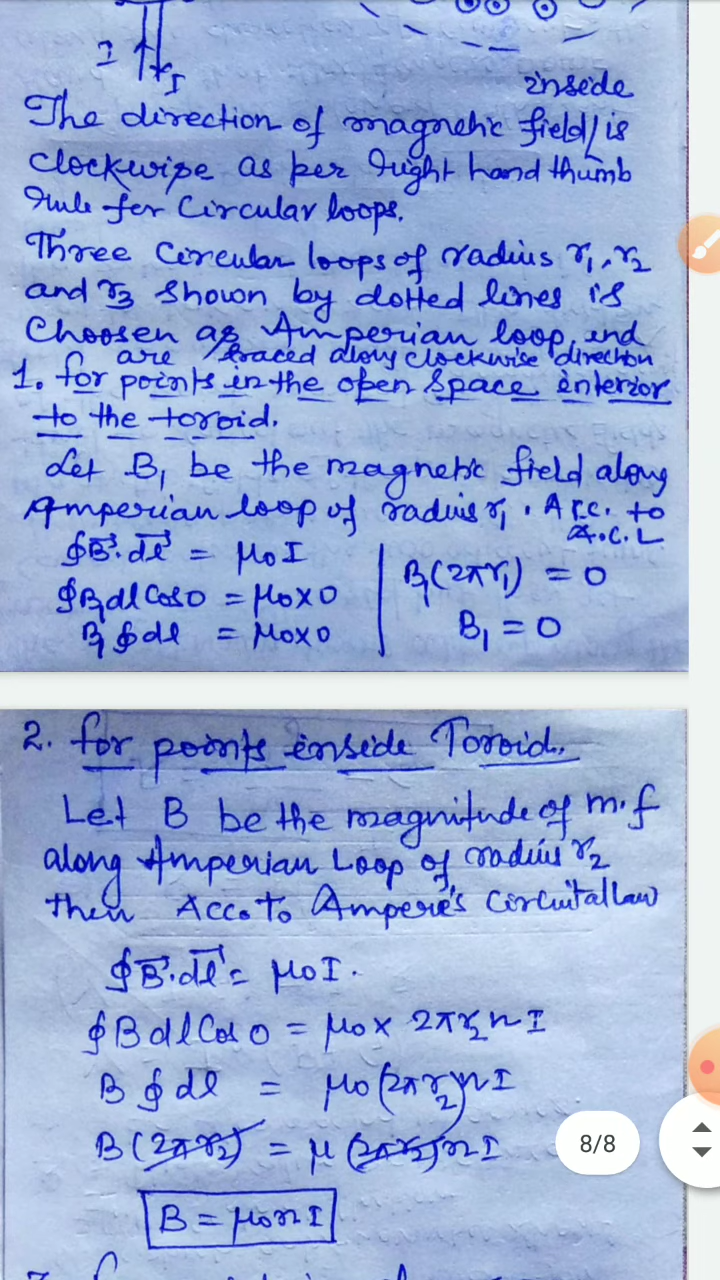 I I
inside
The direction of magnetic field/is
clockwipe as per right hand thumb
rule for Circular loops.
Three Circular loops of radius r₁, r₂
and r₃ shown by dotted lines is
Choosen as Amperian loop and
are traced along clockwise direction
1. for points in the open Space interior
to the toroid.
Let B₁ be the magnetic field along
Amperian loop of radius r₁. Acc. to
A.C.L
∮B⃗.dl⃗ = μ₀I
∮B₁dl Cos0 = μ₀x0
B₁∮dl = μ₀x0
B₁(2πr₁) = 0
B₁ = 0
2. for points inside Toroid.
Let B be the magnitude of m.f
along Amperian Loop of radius r₂
then Acc. To Ampere's Circuital law
∮B⃗.dl⃗ = μ₀I.
∮B dl Cos 0 = μ₀ x 2πr₂nI
B∮dl = μ₀(2πr₂)nI
B(2πr₂) = μ(2πr₂)nI
B = μ₀nI
8/8